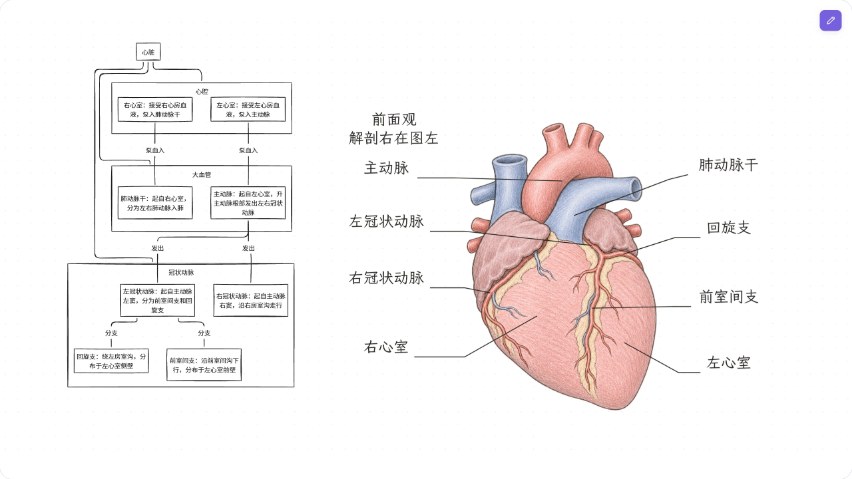 心脏
心腔
右心室：接受右心房血
液，泵入肺动脉干
左心室：接受左心房血
液，泵入主动脉
泵血入
泵血入
大血管
肺动脉干：起自右心室，
分为左右肺动脉入肺
主动脉：起自左心室，升
主动脉根部发出左右冠状
动脉
发出
发出
冠状动脉
左冠状动脉：起自主动脉
左窦，分为前室间支和回
旋支
右冠状动脉：起自主动脉
右窦，沿右房室沟走行
分支
分支
回旋支：绕左房室沟，分
布于左心室侧壁
前室间支：沿前室间沟下
行，分布于左心室前壁
前面观
解剖右在图左
主动脉
左冠状动脉
右冠状动脉
右心室
肺动脉干
回旋支
前室间支
左心室